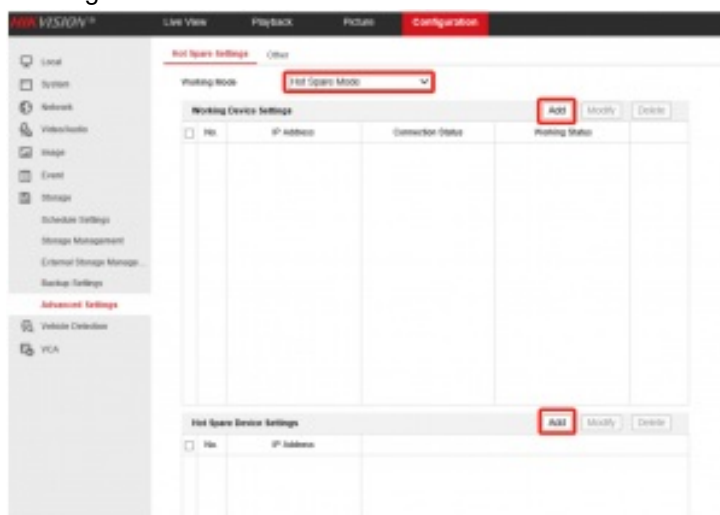 HIKVISION® Live View Playback Picture Configuration
Local
System
Network
Video/Audio
Image
Event
Storage
Schedule Settings
Storage Management
External Storage Manage...
Backup Settings
Advanced Settings
Vehicle Detection
VCA
Hot Spare Settings Other
Working Mode Hot Spare Mode
Working Device Settings Add Modify Delete
No. IP Address Connection Status Working Status
Hot Spare Device Settings Add Modify Delete
No. IP Address